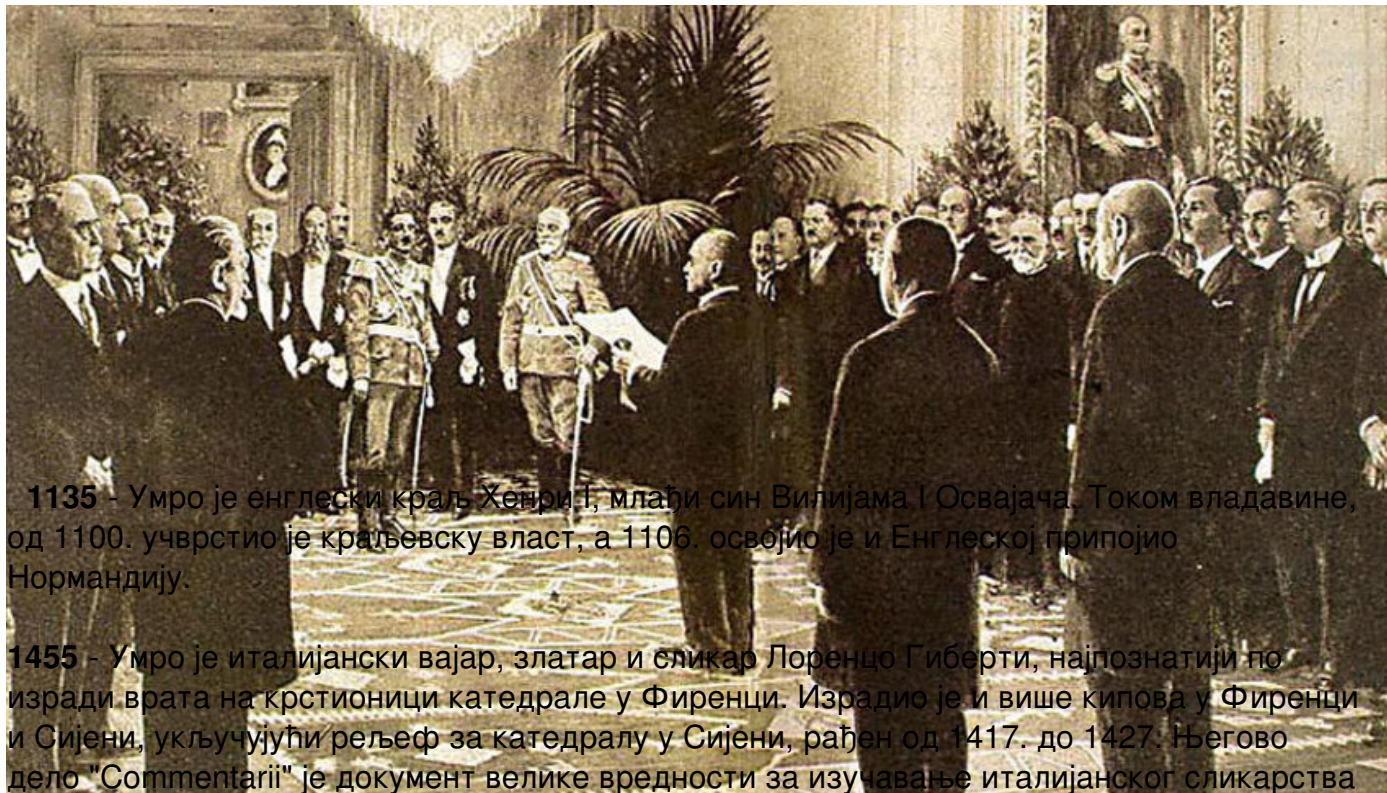 1135 - Умро је енглески краљ Хенри I, млађи син Вилијама I Освајача. Током владавине,
од 1100. учврстио је краљевску власт, а 1106. освојио је и Енглеској припојио
Нормандију.
1455 - Умро је италијански вајар, златар и сликар Лоренцо Гиберти, најпознатији по
изради врата на крстионици катедрале у Фиренци. Израдио је и више кипова у Фиренци
и Сијени, укључујући рељеф за катедралу у Сијени, рађен од 1417. до 1427. Његово
дело "Commentarii" је документ велике вредности за изучавање италијанског сликарства